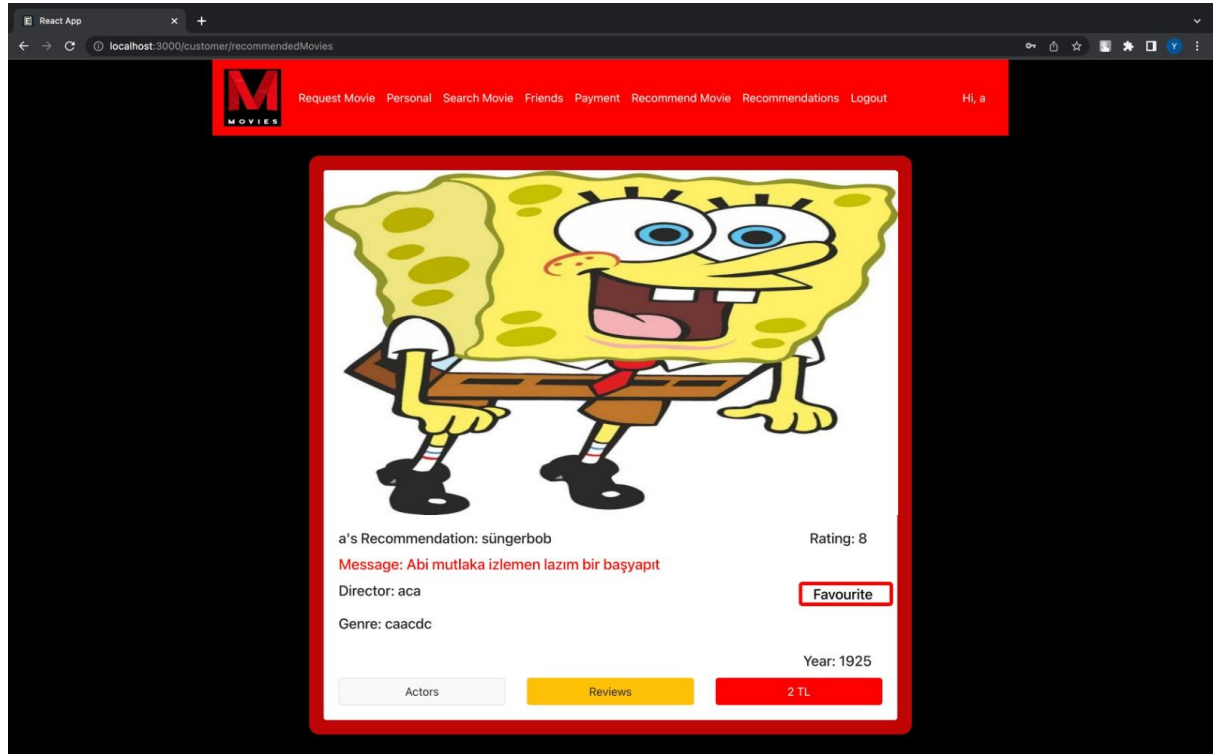 React App
localhost:3000/customer/recommendedMovies
Y
M
MOVIES
Request Movie Personal Search Movie Friends Payment Recommend Movie Recommendations Logout Hi, a
a's Recommendation: süngerbob Rating: 8
Message: Abi mutlaka izlemen lazım bir başyapıt
Director: aca Favourite
Genre: caacdc
Year: 1925
Actors Reviews 2 TL